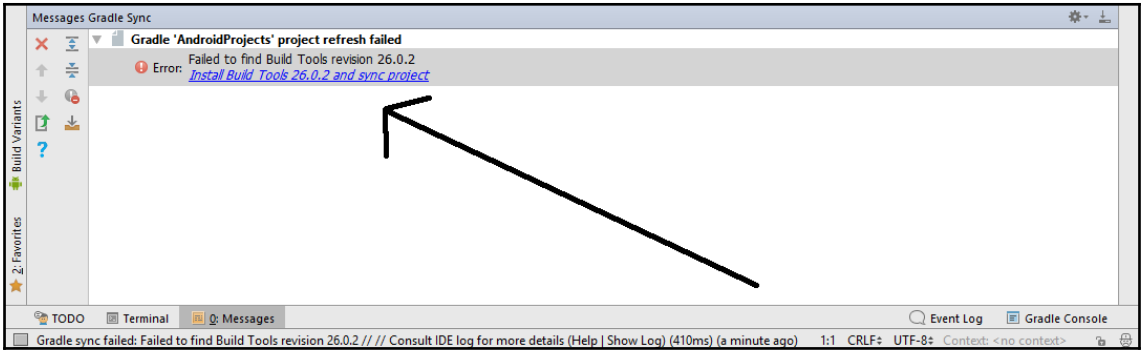 Messages Gradle Sync
Gradle 'AndroidProjects' project refresh failed
Error: Failed to find Build Tools revision 26.0.2
Install Build Tools 26.0.2 and sync project
Build Variants
2: Favorites
TODO Terminal 0: Messages Event Log Gradle Console
Gradle sync failed: Failed to find Build Tools revision 26.0.2 // // Consult IDE log for more details (Help | Show Log) (410ms) (a minute ago) 1:1 CRLF÷ UTF-8÷ Context: <no context>